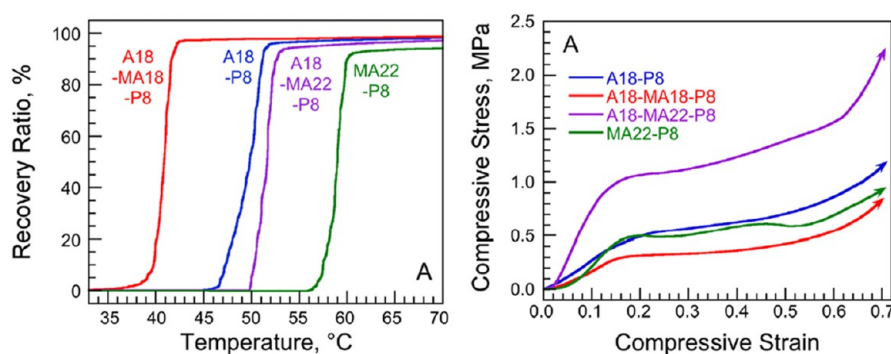 Recovery Ratio, %
100
80
60
40
20
0
A18
-MA18
-P8
A18
-P8
A18
-MA22
-P8
MA22
-P8
A
35 40 45 50 55 60 65 70
Temperature, °C
Compressive Stress, MPa
2.5
2.0
1.5
1.0
0.5
0.0
A
A18-P8
A18-MA18-P8
A18-MA22-P8
MA22-P8
0.0 0.1 0.2 0.3 0.4 0.5 0.6 0.7
Compressive Strain